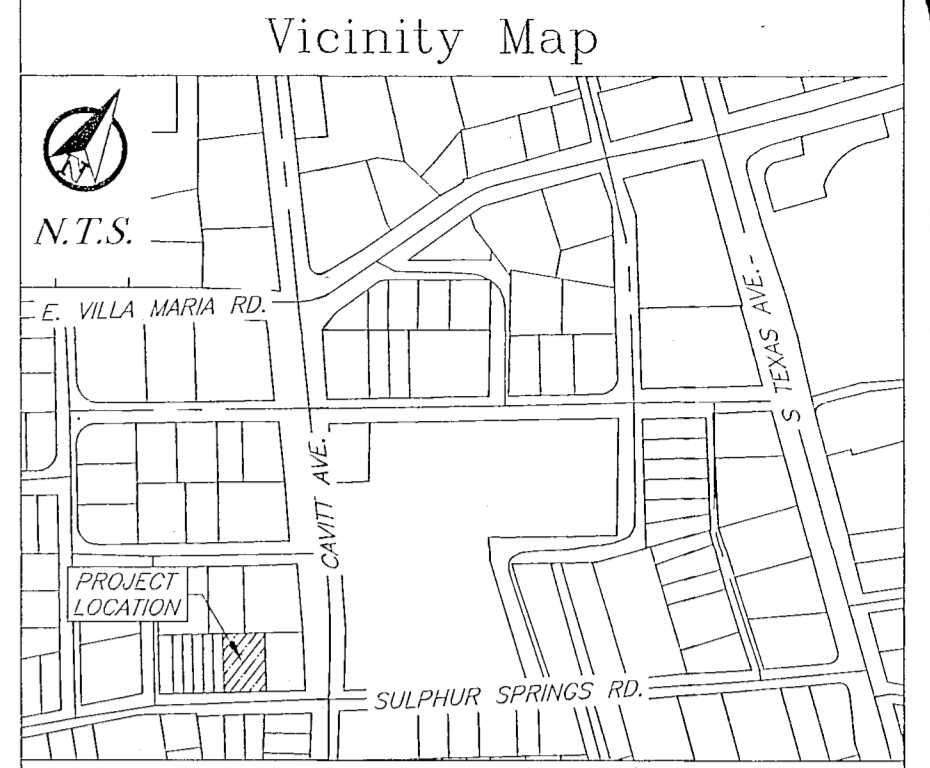 Vicinity Map
N
N.T.S.
E. VILLA MARIA RD.
S TEXAS AVE.
CAVITT AVE.
PROJECT
LOCATION
SULPHUR SPRINGS RD.